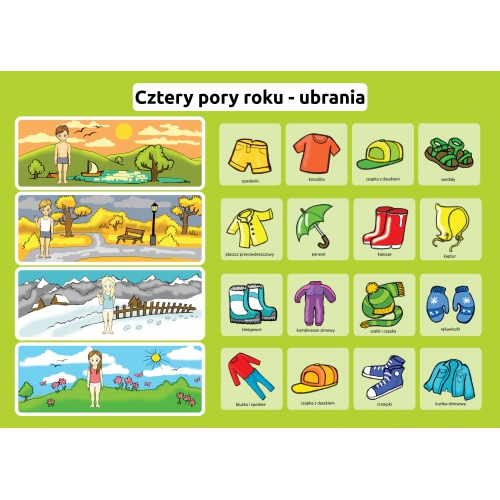 Cztery pory roku - ubrania
spodenki
koszulka
czapka z daszkiem
sandały
płaszcz przeciwdeszczowy
parasol
kalosze
kaptur
śniegowce
kombinezon zimowy
szalik i czapka
rękawiczki
bluzka i spodnie
czapka z daszkiem
trampki
kurtka dżinsowa